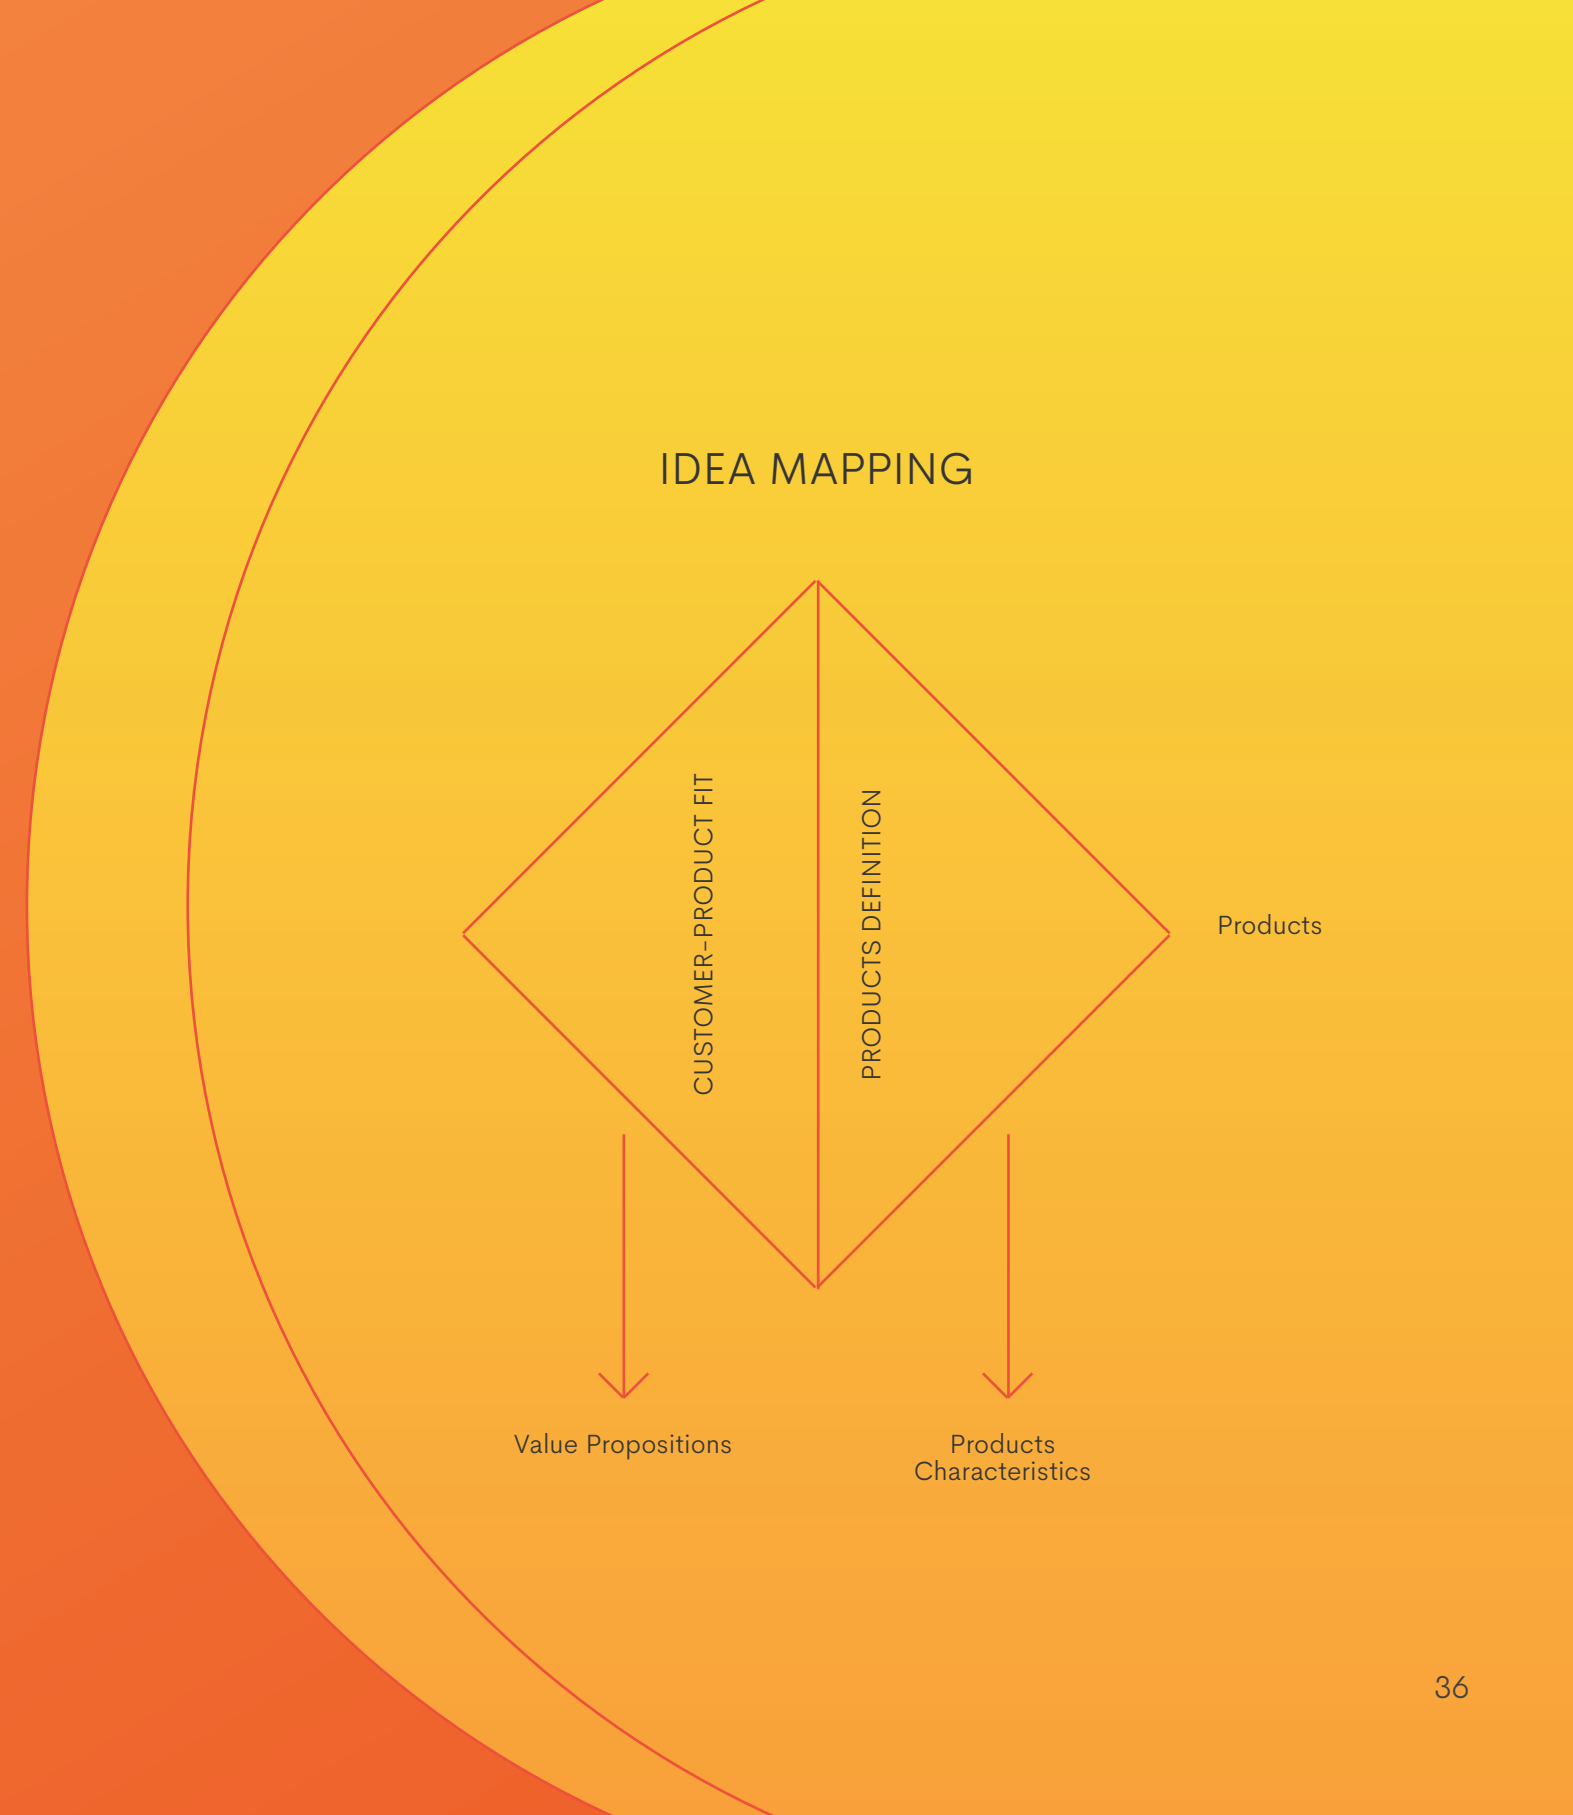 IDEA MAPPING
CUSTOMER-PRODUCT FIT
PRODUCTS DEFINITION
Products
Value Propositions
Products
Characteristics
36